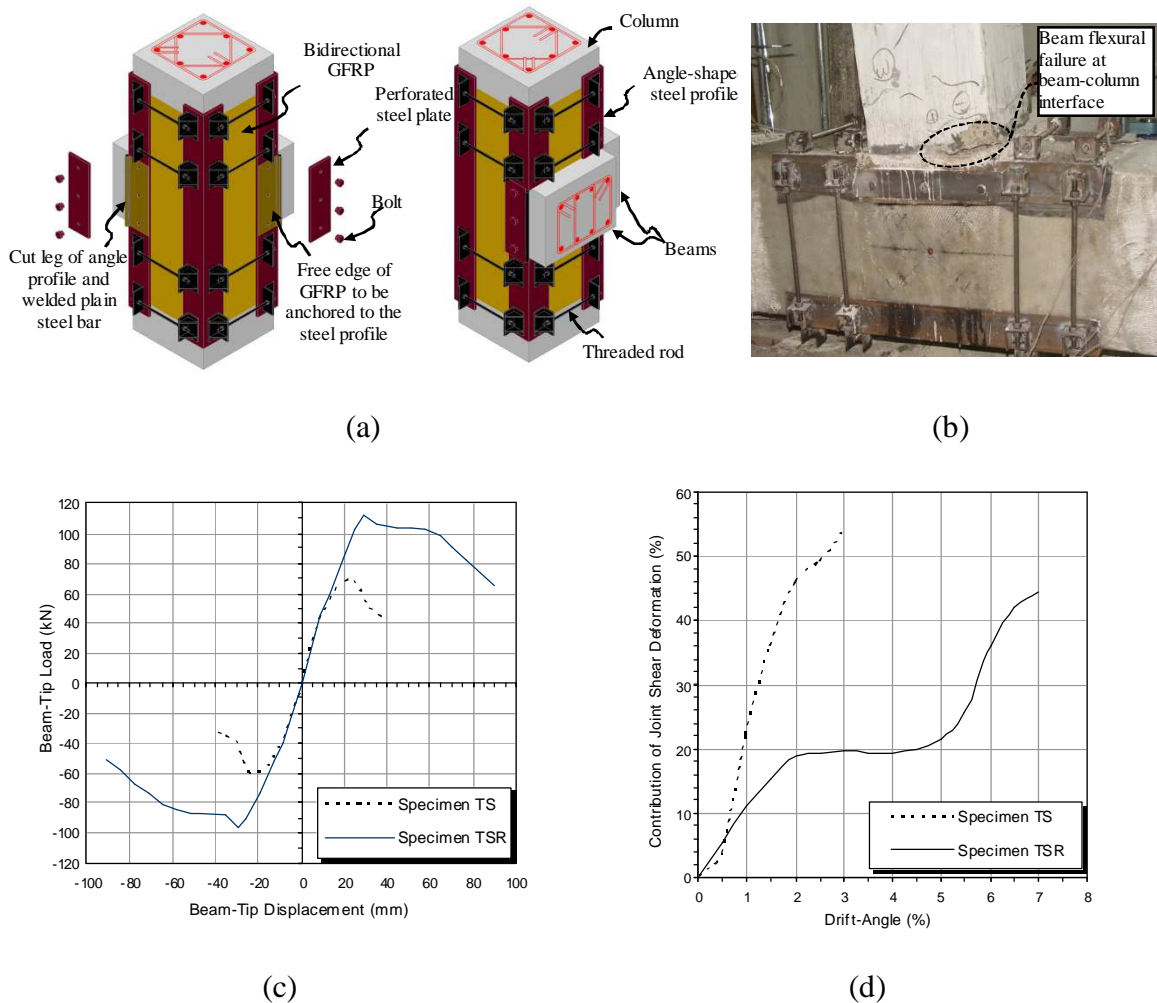 Bidirectional
GFRP
Perforated
steel plate
Bolt
Cut leg of angle
profile and
welded plain
steel bar
Free edge of
GFRP to be
anchored to the
steel profile
Column
Angle-shape
steel profile
Beams
Threaded rod
(a)
Beam flexural
failure at
beam-column
interface
(b)
Beam-Tip Load (kN)
120
100
80
60
40
20
0
-20
-40
-60
-80
-100
-120
-100 -80 -60 -40 -20 0 20 40 60 80 100
Beam-Tip Displacement (mm)
Specimen TS
Specimen TSR
(c)
Contribution of Joint Shear Deformation (%)
60
50
40
30
20
10
0
0 1 2 3 4 5 6 7 8
Drift-Angle (%)
Specimen TS
Specimen TSR
(d)